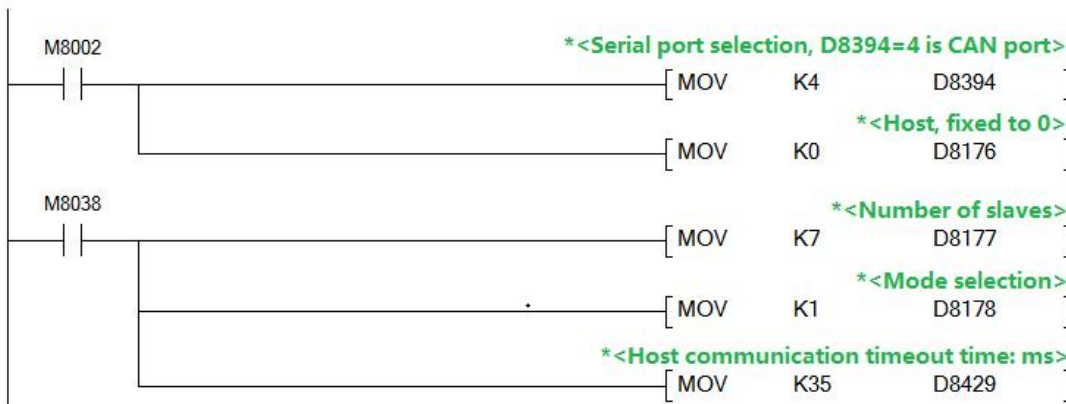 M8002
*<Serial port selection, D8394=4 is CAN port>
[ MOV K4 D8394 ]
*<Host, fixed to 0>
[ MOV K0 D8176 ]
M8038
*<Number of slaves>
[ MOV K7 D8177 ]
*<Mode selection>
[ MOV K1 D8178 ]
*<Host communication timeout time: ms>
[ MOV K35 D8429 ]